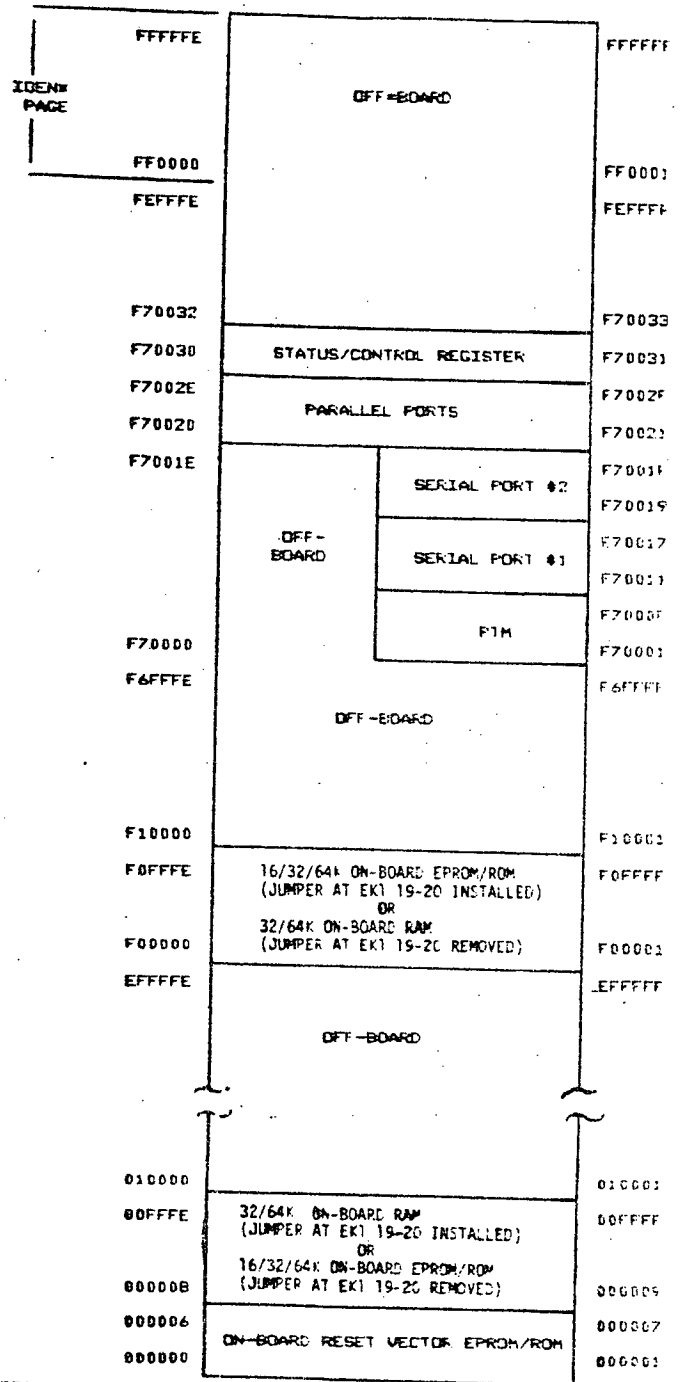 FFFFFE FFFFFF
IDEN*
PAGE
OFF-BOARD
FF0000 FF0001
FEFFFE FEFFFF
F70032 F70033
F70030 STATUS/CONTROL REGISTER F70031
F7002E F7002F
PARALLEL PORTS
F70020 F70021
F7001E F7001F
SERIAL PORT #2
F70019
OFF-
BOARD
F70017
SERIAL PORT #1
F70011
F7000F
PTM
F70000 F70001
F6FFFE F6FFFF
OFF-BOARD
F10000 F10001
F0FFFE F0FFFF
16/32/64K ON-BOARD EPROM/ROM
(JUMPER AT EK1 19-20 INSTALLED)
OR
32/64K ON-BOARD RAM
(JUMPER AT EK1 19-20 REMOVED)
F00000 F00001
EFFFFE EFFFFF
OFF-BOARD
010000 010001
00FFFE 00FFFF
32/64K ON-BOARD RAM
(JUMPER AT EK1 19-20 INSTALLED)
OR
16/32/64K ON-BOARD EPROM/ROM
(JUMPER AT EK1 19-20 REMOVED)
000008 000009
000006 000007
ON-BOARD RESET VECTOR EPROM/ROM
000000 000001